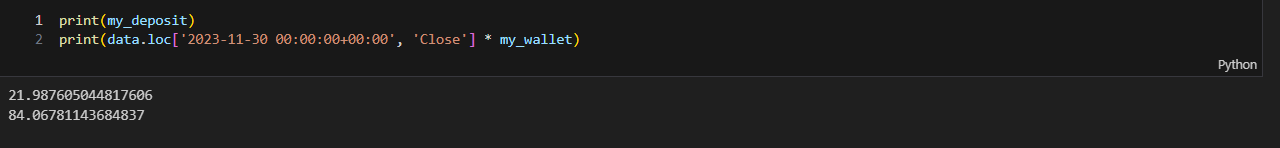 1 print(my_deposit)
2 print(data.loc['2023-11-30 00:00:00+00:00', 'Close'] * my_wallet)
Python
21.987605044817606
84.06781143684837